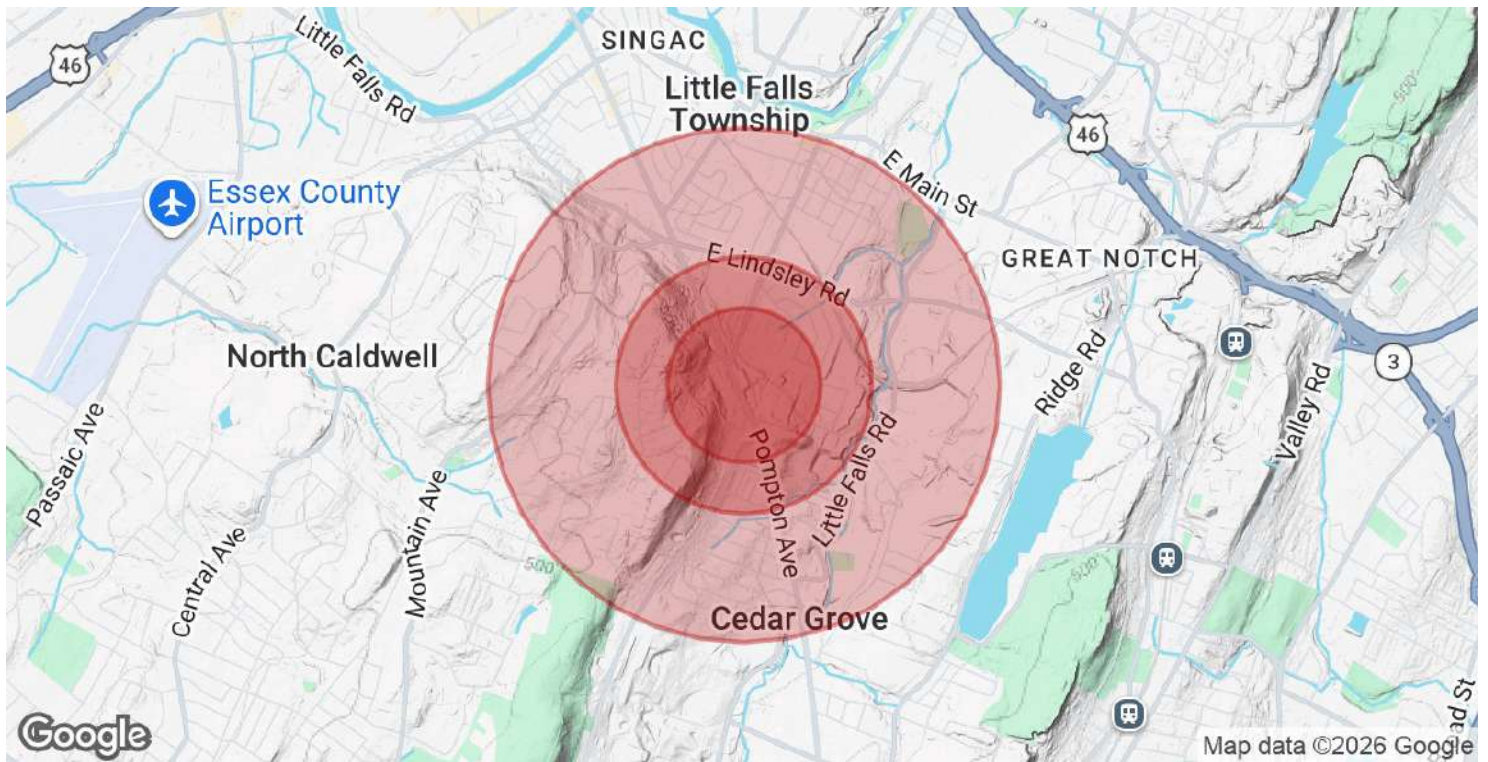 46
Little Falls Rd
SINGAC
Little Falls
Township
46
500'
E Main St
Essex County
Airport
E Lindsley Rd
GREAT NOTCH
North Caldwell
Ridge Rd
3
Valley Rd
Passaic Ave
Pompton Ave
Little Falls Rd
Mountain Ave
Central Ave
500'
500'
Cedar Grove
Google
Map data ©2026 Google